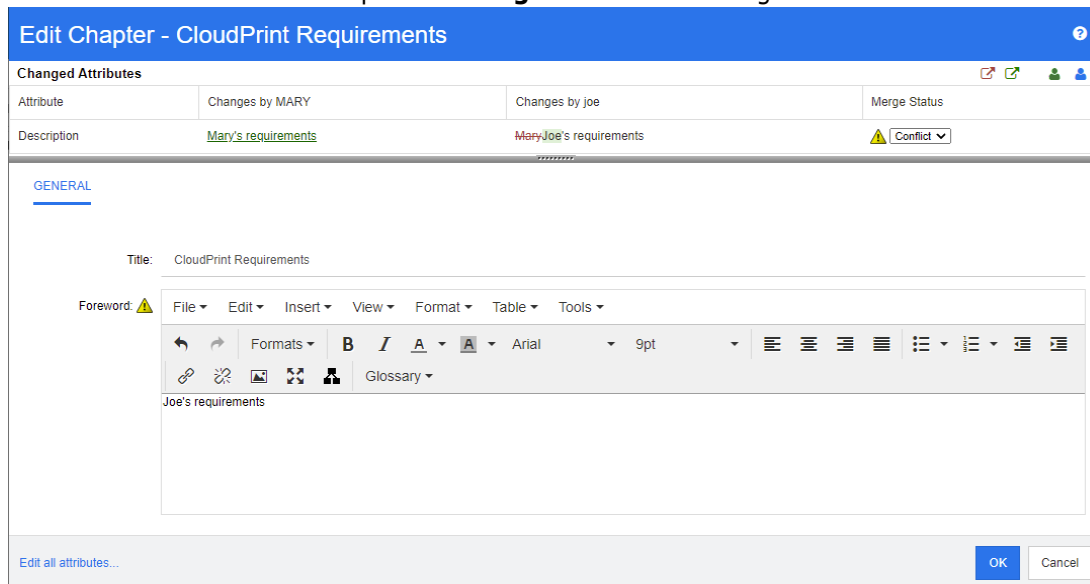 Edit Chapter - CloudPrint Requirements
Changed Attributes
Attribute Changes by MARY Changes by joe Merge Status
Description Mary's requirements MaryJoe's requirements Conflict
GENERAL
Title: CloudPrint Requirements
Foreword: File Edit Insert View Format Table Tools
Formats B I A A Arial 9pt
Glossary
Joe's requirements
Edit all attributes... OK Cancel